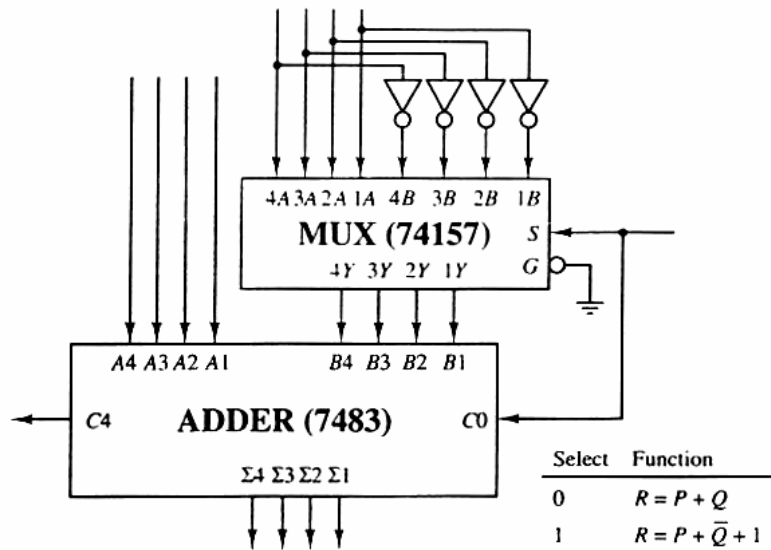 4A 3A 2A 1A 4B 3B 2B 1B
MUX (74157)
S
4Y 3Y 2Y 1Y
G
A4 A3 A2 A1 B4 B3 B2 B1
C4 ADDER (7483) C0
Σ4 Σ3 Σ2 Σ1
Select Function
0 R = P + Q
1 R = P + Q̅ + 1